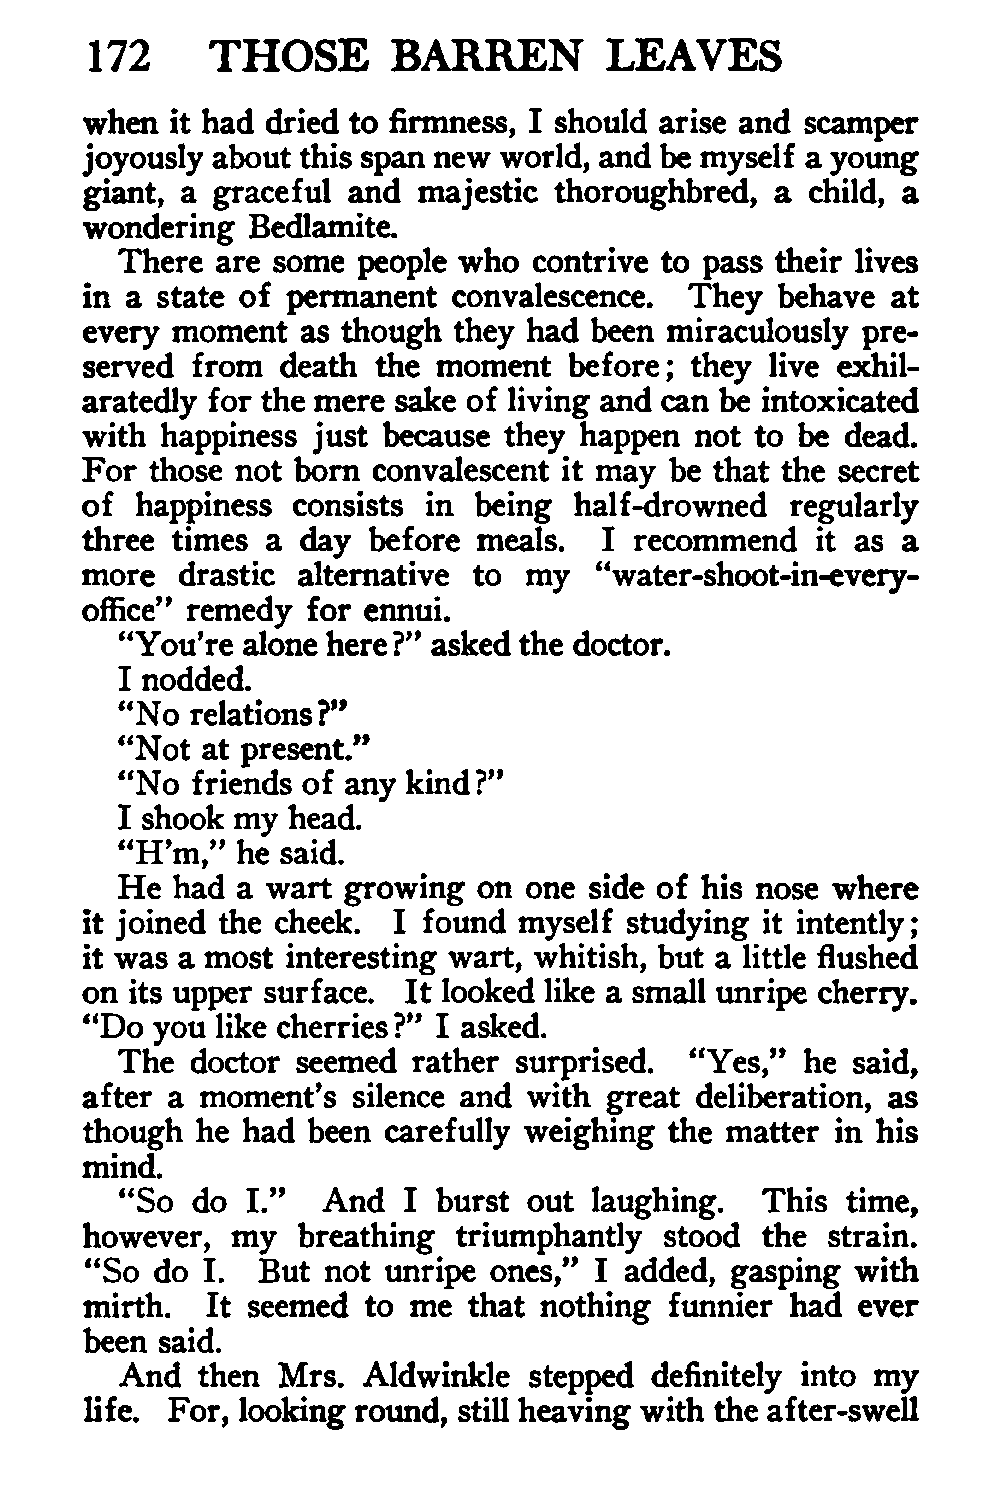 172 THOSE BARREN LEAVES
when it had dried to firmness, I should arise and scamper
joyously about this span new world, and be myself a young
giant, a graceful and majestic thoroughbred, a child, a
wondering Bedlamite.
There are some people who contrive to pass their lives
in a state of permanent convalescence. They behave at
every moment as though they had been miraculously pre-
served from death the moment before; they live exhil-
aratedly for the mere sake of living and can be intoxicated
with happiness just because they happen not to be dead.
For those not born convalescent it may be that the secret
of happiness consists in being half-drowned regularly
three times a day before meals. I recommend it as a
more drastic alternative to my “water-shoot-in-every-
office” remedy for ennui.
“You’re alone here?” asked the doctor.
I nodded.
“No relations?”
“Not at present.”
“No friends of any kind?”
I shook my head.
“H’m,” he said.
He had a wart growing on one side of his nose where
it joined the cheek. I found myself studying it intently;
it was a most interesting wart, whitish, but a little flushed
on its upper surface. It looked like a small unripe cherry.
“Do you like cherries?” I asked.
The doctor seemed rather surprised. “Yes,” he said,
after a moment’s silence and with great deliberation, as
though he had been carefully weighing the matter in his
mind.
“So do I.” And I burst out laughing. This time,
however, my breathing triumphantly stood the strain.
“So do I. But not unripe ones,” I added, gasping with
mirth. It seemed to me that nothing funnier had ever
been said.
And then Mrs. Aldwinkle stepped definitely into my
life. For, looking round, still heaving with the after-swell